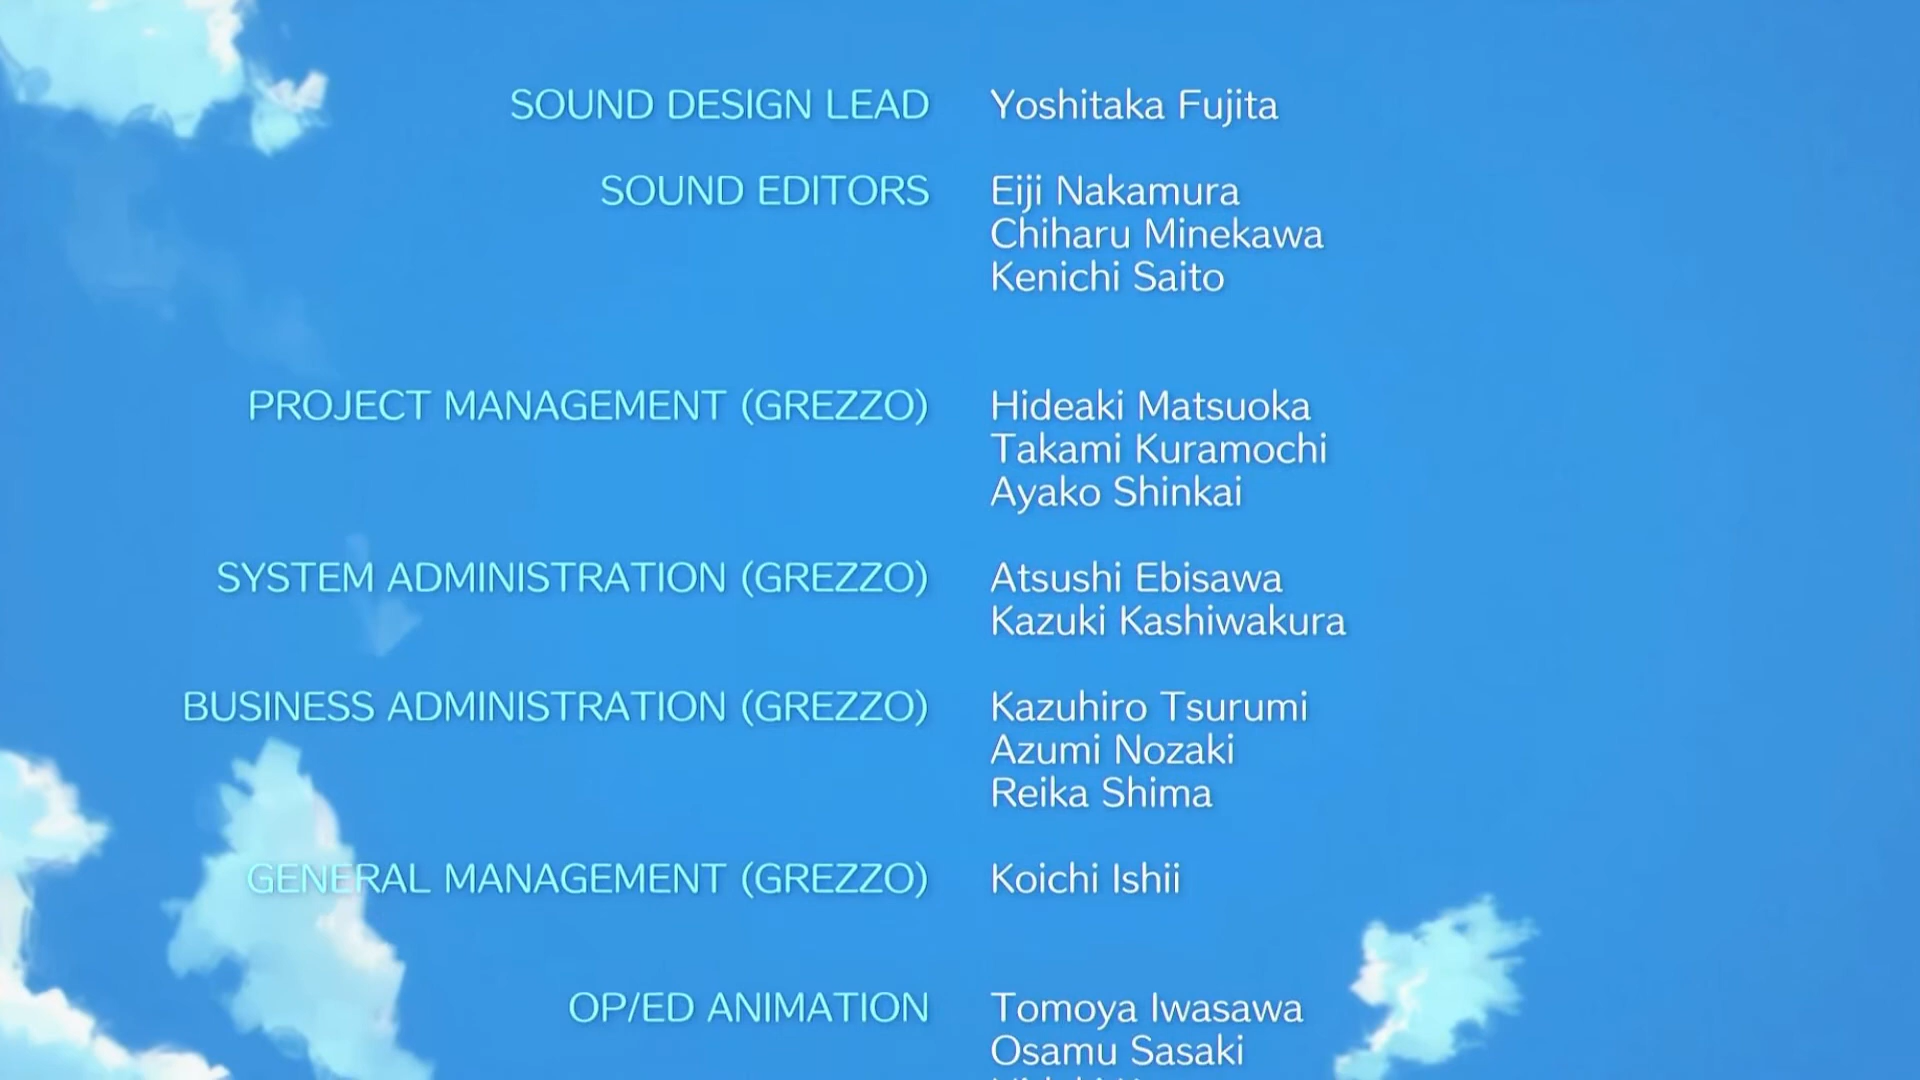 SOUND DESIGN LEAD Yoshitaka Fujita
SOUND EDITORS Eiji Nakamura
Chiharu Minekawa
Kenichi Saito
PROJECT MANAGEMENT (GREZZO) Hideaki Matsuoka
Takami Kuramochi
Ayako Shinkai
SYSTEM ADMINISTRATION (GREZZO) Atsushi Ebisawa
Kazuki Kashiwakura
BUSINESS ADMINISTRATION (GREZZO) Kazuhiro Tsurumi
Azumi Nozaki
Reika Shima
GENERAL MANAGEMENT (GREZZO) Koichi Ishii
OP/ED ANIMATION Tomoya Iwasawa
Osamu Sasaki